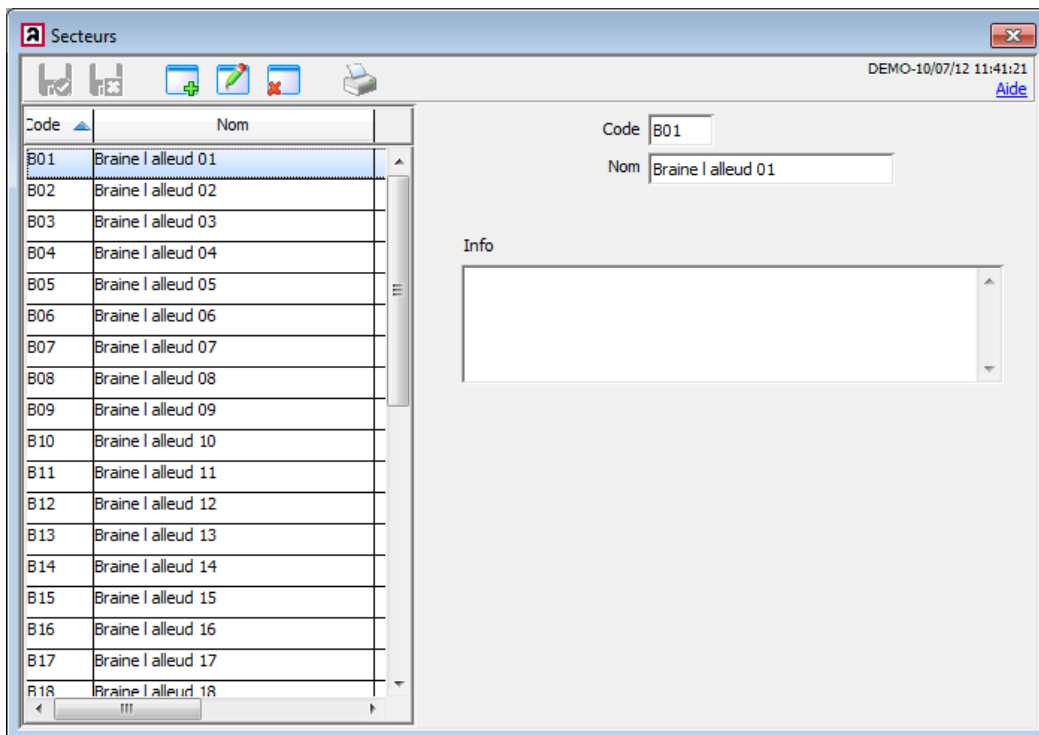 Secteurs
DEMO-10/07/12 11:41:21
Aide
Code Nom
B01 Braine l alleud 01
B02 Braine l alleud 02
B03 Braine l alleud 03
B04 Braine l alleud 04
B05 Braine l alleud 05
B06 Braine l alleud 06
B07 Braine l alleud 07
B08 Braine l alleud 08
B09 Braine l alleud 09
B10 Braine l alleud 10
B11 Braine l alleud 11
B12 Braine l alleud 12
B13 Braine l alleud 13
B14 Braine l alleud 14
B15 Braine l alleud 15
B16 Braine l alleud 16
B17 Braine l alleud 17
B18 Braine l alleud 18
Code B01
Nom Braine l alleud 01
Info